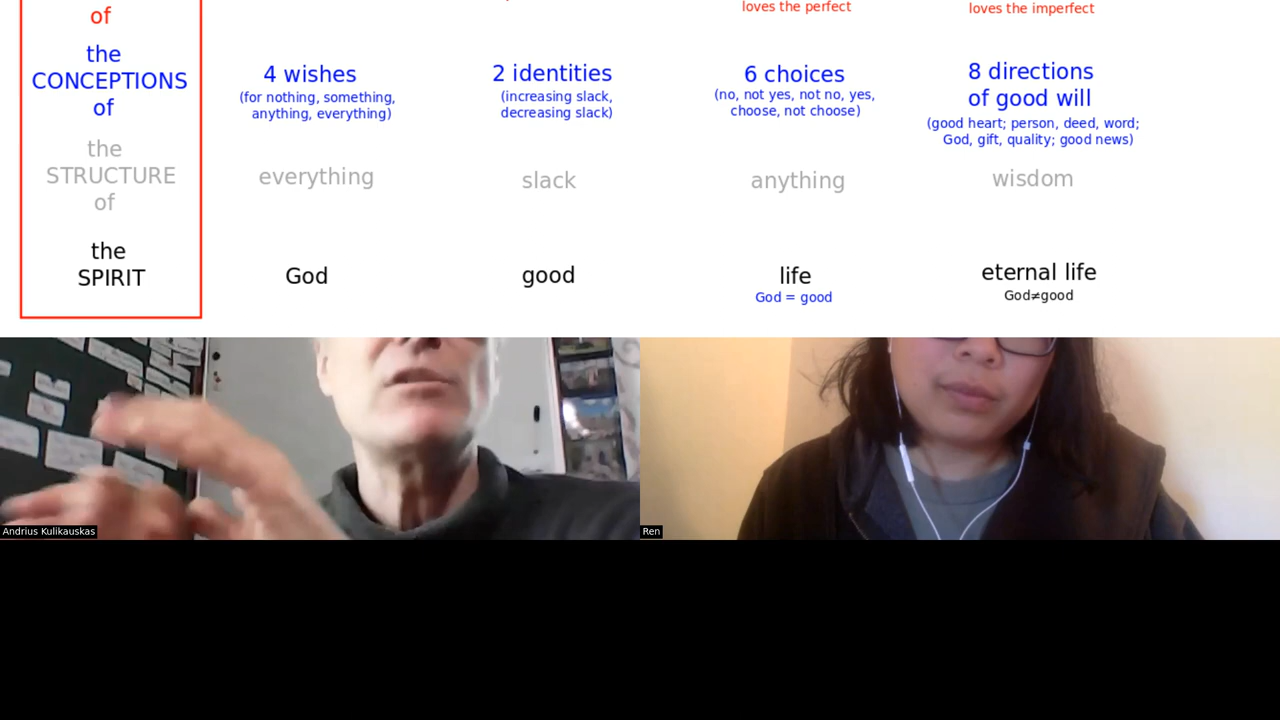 of
loves the perfect
loves the imperfect
the
CONCEPTIONS
of
4 wishes
(for nothing, something,
anything, everything)
2 identities
(increasing slack,
decreasing slack)
6 choices
(no, not yes, not no, yes,
choose, not choose)
8 directions
of good will
(good heart; person, deed, word;
God, gift, quality; good news)
the
STRUCTURE
of
everything
slack
anything
wisdom
the
SPIRIT
God
good
life
God = good
eternal life
God≠good
Andrius Kulikauskas
Ren